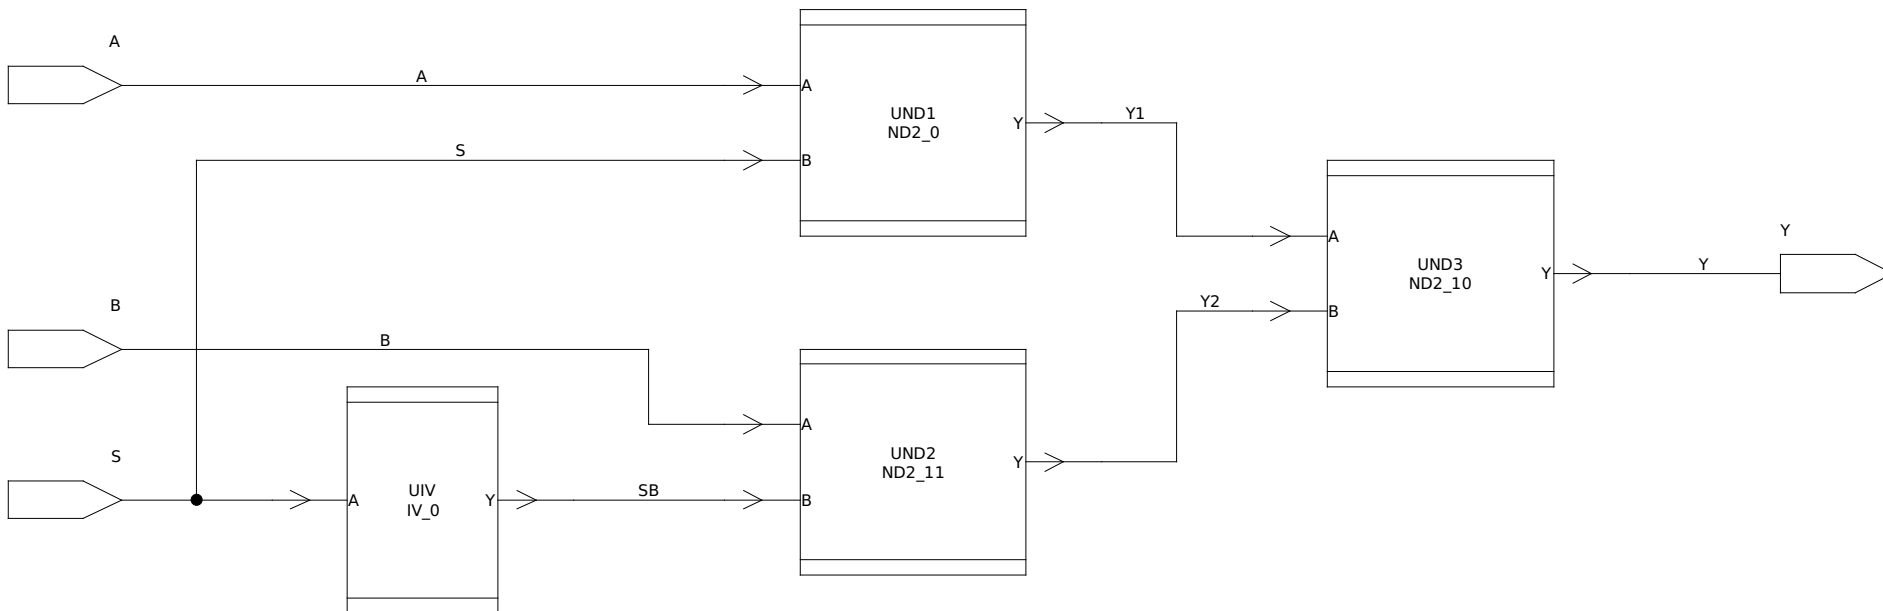 A
A
A
UND1
ND2_0
Y
Y1
S
B
A
UND3
ND2_10
Y
Y
Y
B
B
B
Y2
A
UND2
ND2_11
Y
S
A
UIV
IV_0
Y
SB
B